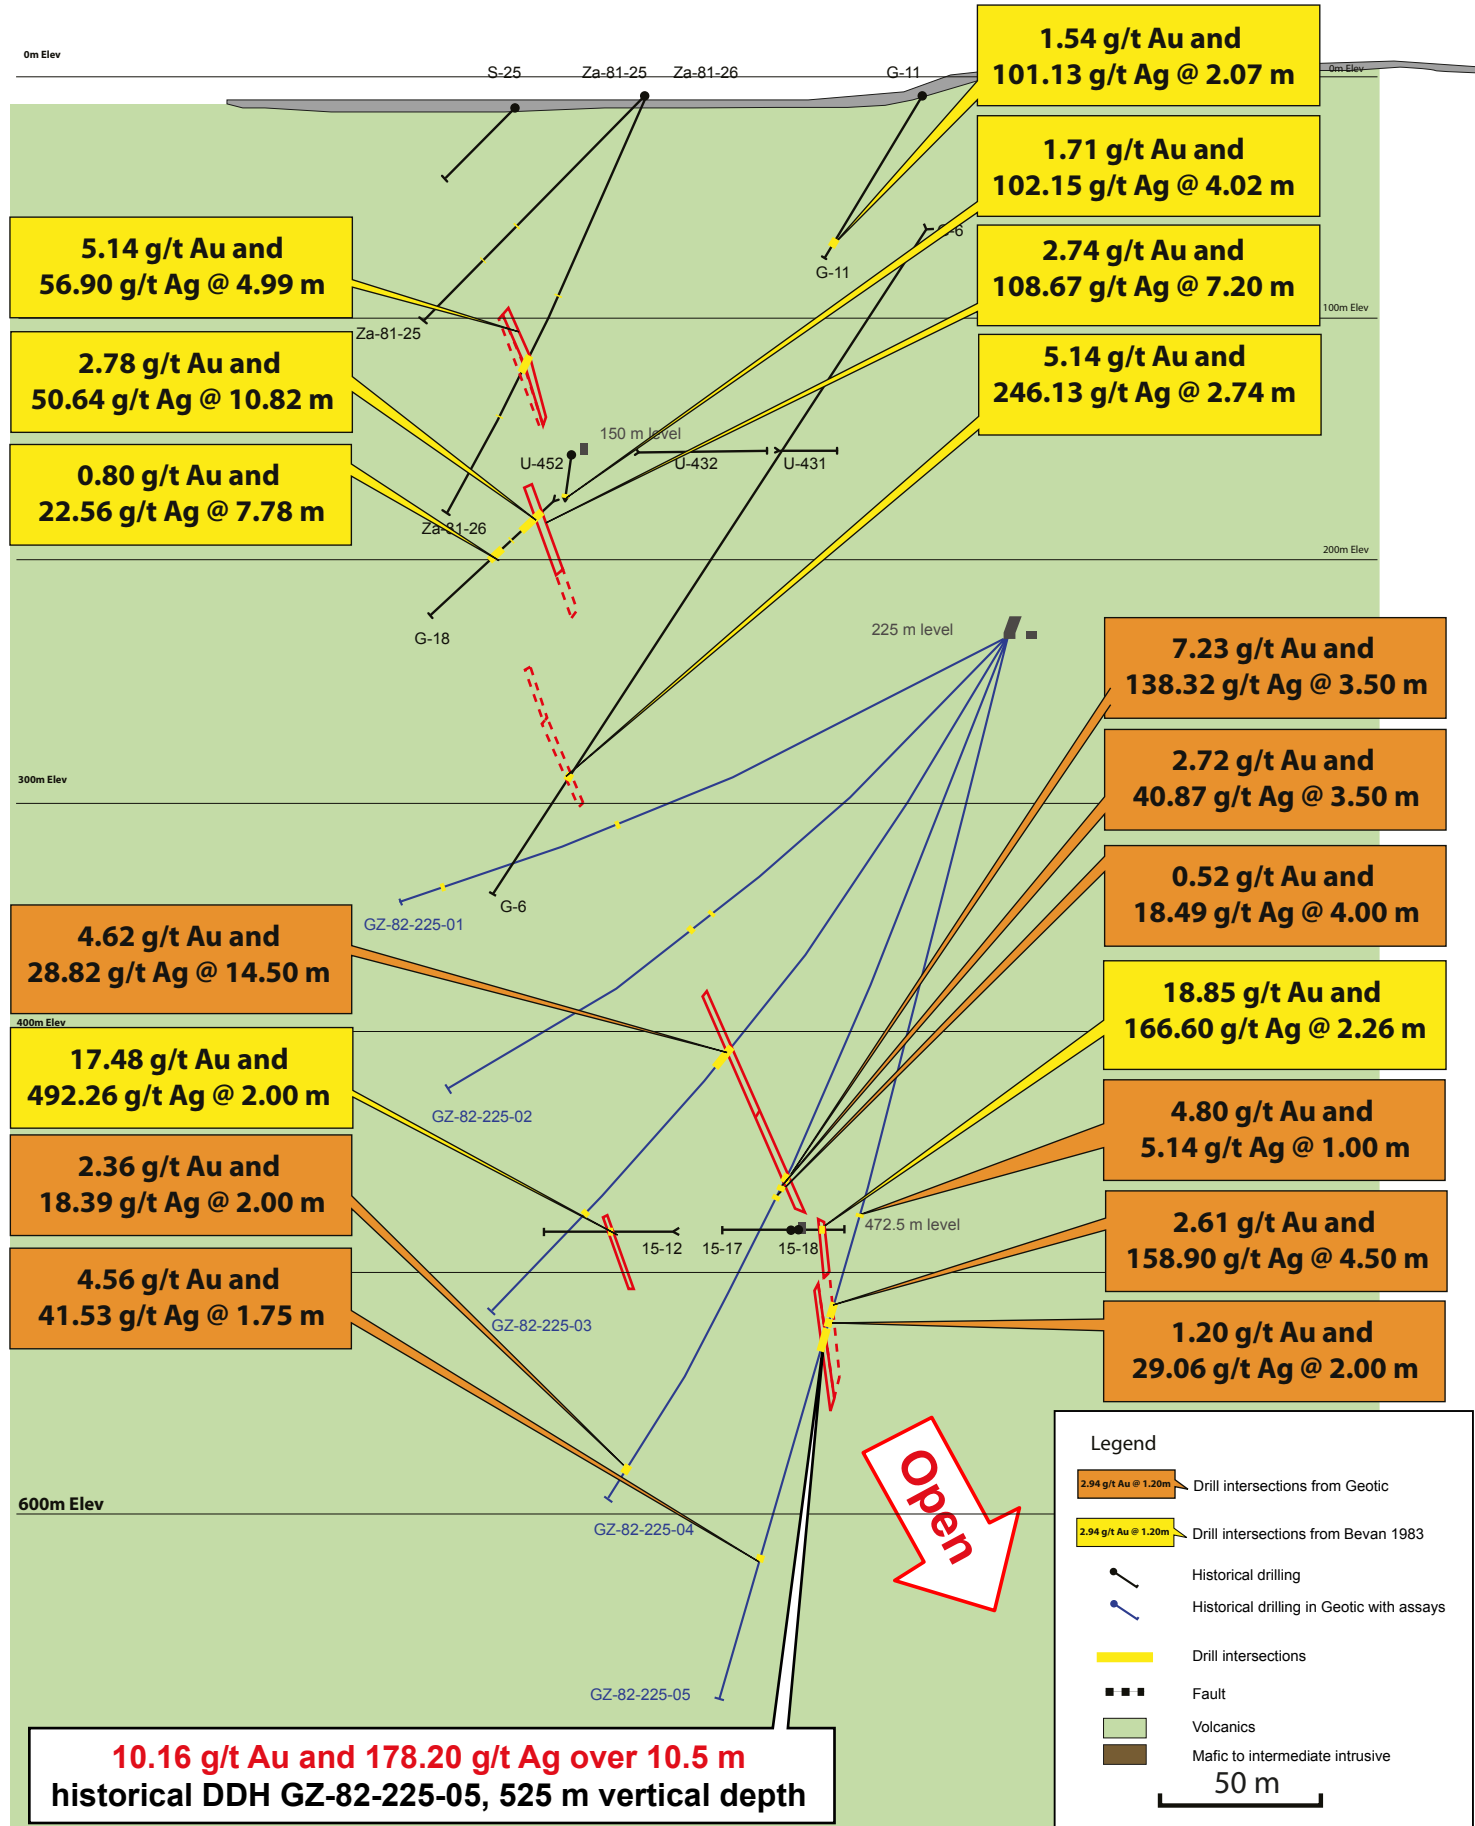 0m Elev
S-25
Za-81-25
Za-81-26
G-11
0m Elev
1.54 g/t Au and
101.13 g/t Ag @ 2.07 m
1.71 g/t Au and
102.15 g/t Ag @ 4.02 m
2.74 g/t Au and
108.67 g/t Ag @ 7.20 m
5.14 g/t Au and
246.13 g/t Ag @ 2.74 m
5.14 g/t Au and
56.90 g/t Ag @ 4.99 m
2.78 g/t Au and
50.64 g/t Ag @ 10.82 m
0.80 g/t Au and
22.56 g/t Ag @ 7.78 m
G-6
G-11
100m Elev
Za-81-25
150 m level
U-452
U-432
U-431
Za-81-26
200m Elev
G-18
225 m level
7.23 g/t Au and
138.32 g/t Ag @ 3.50 m
2.72 g/t Au and
40.87 g/t Ag @ 3.50 m
0.52 g/t Au and
18.49 g/t Ag @ 4.00 m
18.85 g/t Au and
166.60 g/t Ag @ 2.26 m
4.80 g/t Au and
5.14 g/t Ag @ 1.00 m
2.61 g/t Au and
158.90 g/t Ag @ 4.50 m
1.20 g/t Au and
29.06 g/t Ag @ 2.00 m
300m Elev
G-6
GZ-82-225-01
4.62 g/t Au and
28.82 g/t Ag @ 14.50 m
400m Elev
17.48 g/t Au and
492.26 g/t Ag @ 2.00 m
2.36 g/t Au and
18.39 g/t Ag @ 2.00 m
4.56 g/t Au and
41.53 g/t Ag @ 1.75 m
GZ-82-225-02
472.5 m level
15-12
15-17
15-18
GZ-82-225-03
600m Elev
GZ-82-225-04
Open
GZ-82-225-05
10.16 g/t Au and 178.20 g/t Ag over 10.5 m
historical DDH GZ-82-225-05, 525 m vertical depth
Legend
2.94 g/t Au @ 1.20m
Drill intersections from Geotic
2.94 g/t Au @ 1.20m
Drill intersections from Bevan 1983
Historical drilling
Historical drilling in Geotic with assays
Drill intersections
Fault
Volcanics
Mafic to intermediate intrusive
50 m